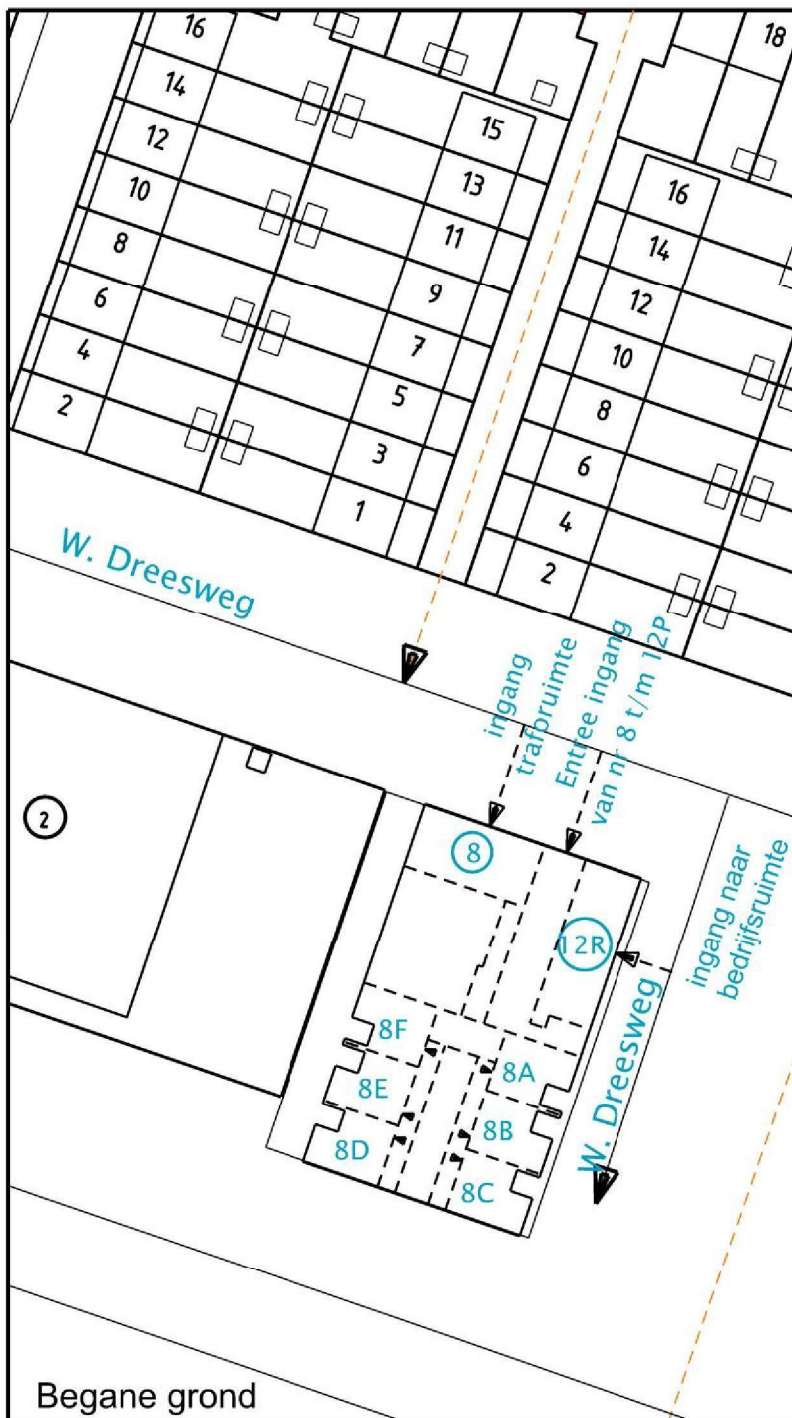 16
14
12
10
8
6
4
2
15
13
11
9
7
5
3
1
18
16
14
12
10
8
6
4
2
W. Dreesweg
ingang
traforuimte
Entree ingang
van nr 8 t/m 12P
2
8
12R
ingang naar
bedrijfsruimte
W. Dreesweg
8F
8A
8E
8B
8D
8C
Begane grond